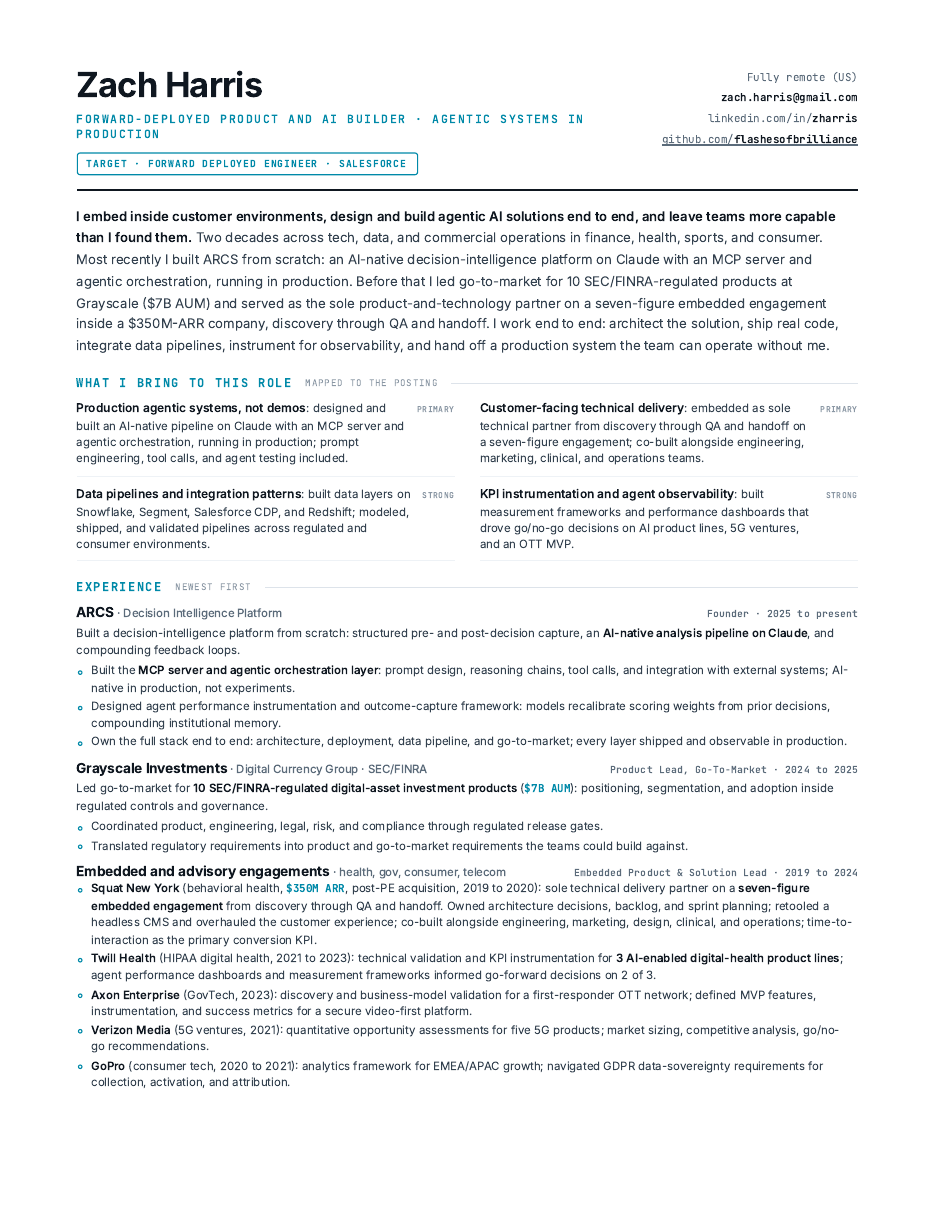 Zach Harris
FORWARD-DEPLOYED PRODUCT AND AI BUILDER · AGENTIC SYSTEMS IN
PRODUCTION
TARGET · FORWARD DEPLOYED ENGINEER · SALESFORCE
Fully remote (US)
zach.harris@gmail.com
linkedin.com/in/zharris
github.com/flashesofbrilliance
I embed inside customer environments, design and build agentic AI solutions end to end, and leave teams more capable
than I found them. Two decades across tech, data, and commercial operations in finance, health, sports, and consumer.
Most recently I built ARCS from scratch: an AI-native decision-intelligence platform on Claude with an MCP server and
agentic orchestration, running in production. Before that I led go-to-market for 10 SEC/FINRA-regulated products at
Grayscale ($7B AUM) and served as the sole product-and-technology partner on a seven-figure embedded engagement
inside a $350M-ARR company, discovery through QA and handoff. I work end to end: architect the solution, ship real code,
integrate data pipelines, instrument for observability, and hand off a production system the team can operate without me.
WHAT I BRING TO THIS ROLE MAPPED TO THE POSTING
Production agentic systems, not demos: designed and PRIMARY
built an AI-native pipeline on Claude with an MCP server and
agentic orchestration, running in production; prompt
engineering, tool calls, and agent testing included.
Customer-facing technical delivery: embedded as sole PRIMARY
technical partner from discovery through QA and handoff on
a seven-figure engagement; co-built alongside engineering,
marketing, clinical, and operations teams.
Data pipelines and integration patterns: built data layers on STRONG
Snowflake, Segment, Salesforce CDP, and Redshift; modeled,
shipped, and validated pipelines across regulated and
consumer environments.
KPI instrumentation and agent observability: built STRONG
measurement frameworks and performance dashboards that
drove go/no-go decisions on AI product lines, 5G ventures,
and an OTT MVP.
EXPERIENCE NEWEST FIRST
ARCS · Decision Intelligence Platform Founder · 2025 to present
Built a decision-intelligence platform from scratch: structured pre- and post-decision capture, an AI-native analysis pipeline on Claude, and
compounding feedback loops.
Built the MCP server and agentic orchestration layer: prompt design, reasoning chains, tool calls, and integration with external systems; AI-
native in production, not experiments.
Designed agent performance instrumentation and outcome-capture framework: models recalibrate scoring weights from prior decisions,
compounding institutional memory.
Own the full stack end to end: architecture, deployment, data pipeline, and go-to-market; every layer shipped and observable in production.
Grayscale Investments · Digital Currency Group · SEC/FINRA Product Lead, Go-To-Market · 2024 to 2025
Led go-to-market for 10 SEC/FINRA-regulated digital-asset investment products ($7B AUM): positioning, segmentation, and adoption inside
regulated controls and governance.
Coordinated product, engineering, legal, risk, and compliance through regulated release gates.
Translated regulatory requirements into product and go-to-market requirements the teams could build against.
Embedded and advisory engagements · health, gov, consumer, telecom Embedded Product & Solution Lead · 2019 to 2024
Squat New York (behavioral health, $350M ARR, post-PE acquisition, 2019 to 2020): sole technical delivery partner on a seven-figure
embedded engagement from discovery through QA and handoff. Owned architecture decisions, backlog, and sprint planning; retooled a
headless CMS and overhauled the customer experience; co-built alongside engineering, marketing, design, clinical, and operations; time-to-
interaction as the primary conversion KPI.
Twill Health (HIPAA digital health, 2021 to 2023): technical validation and KPI instrumentation for 3 AI-enabled digital-health product lines;
agent performance dashboards and measurement frameworks informed go-forward decisions on 2 of 3.
Axon Enterprise (GovTech, 2023): discovery and business-model validation for a first-responder OTT network; defined MVP features,
instrumentation, and success metrics for a secure video-first platform.
Verizon Media (5G ventures, 2021): quantitative opportunity assessments for five 5G products; market sizing, competitive analysis, go/no-
go recommendations.
GoPro (consumer tech, 2020 to 2021): analytics framework for EMEA/APAC growth; navigated GDPR data-sovereignty requirements for
collection, activation, and attribution.